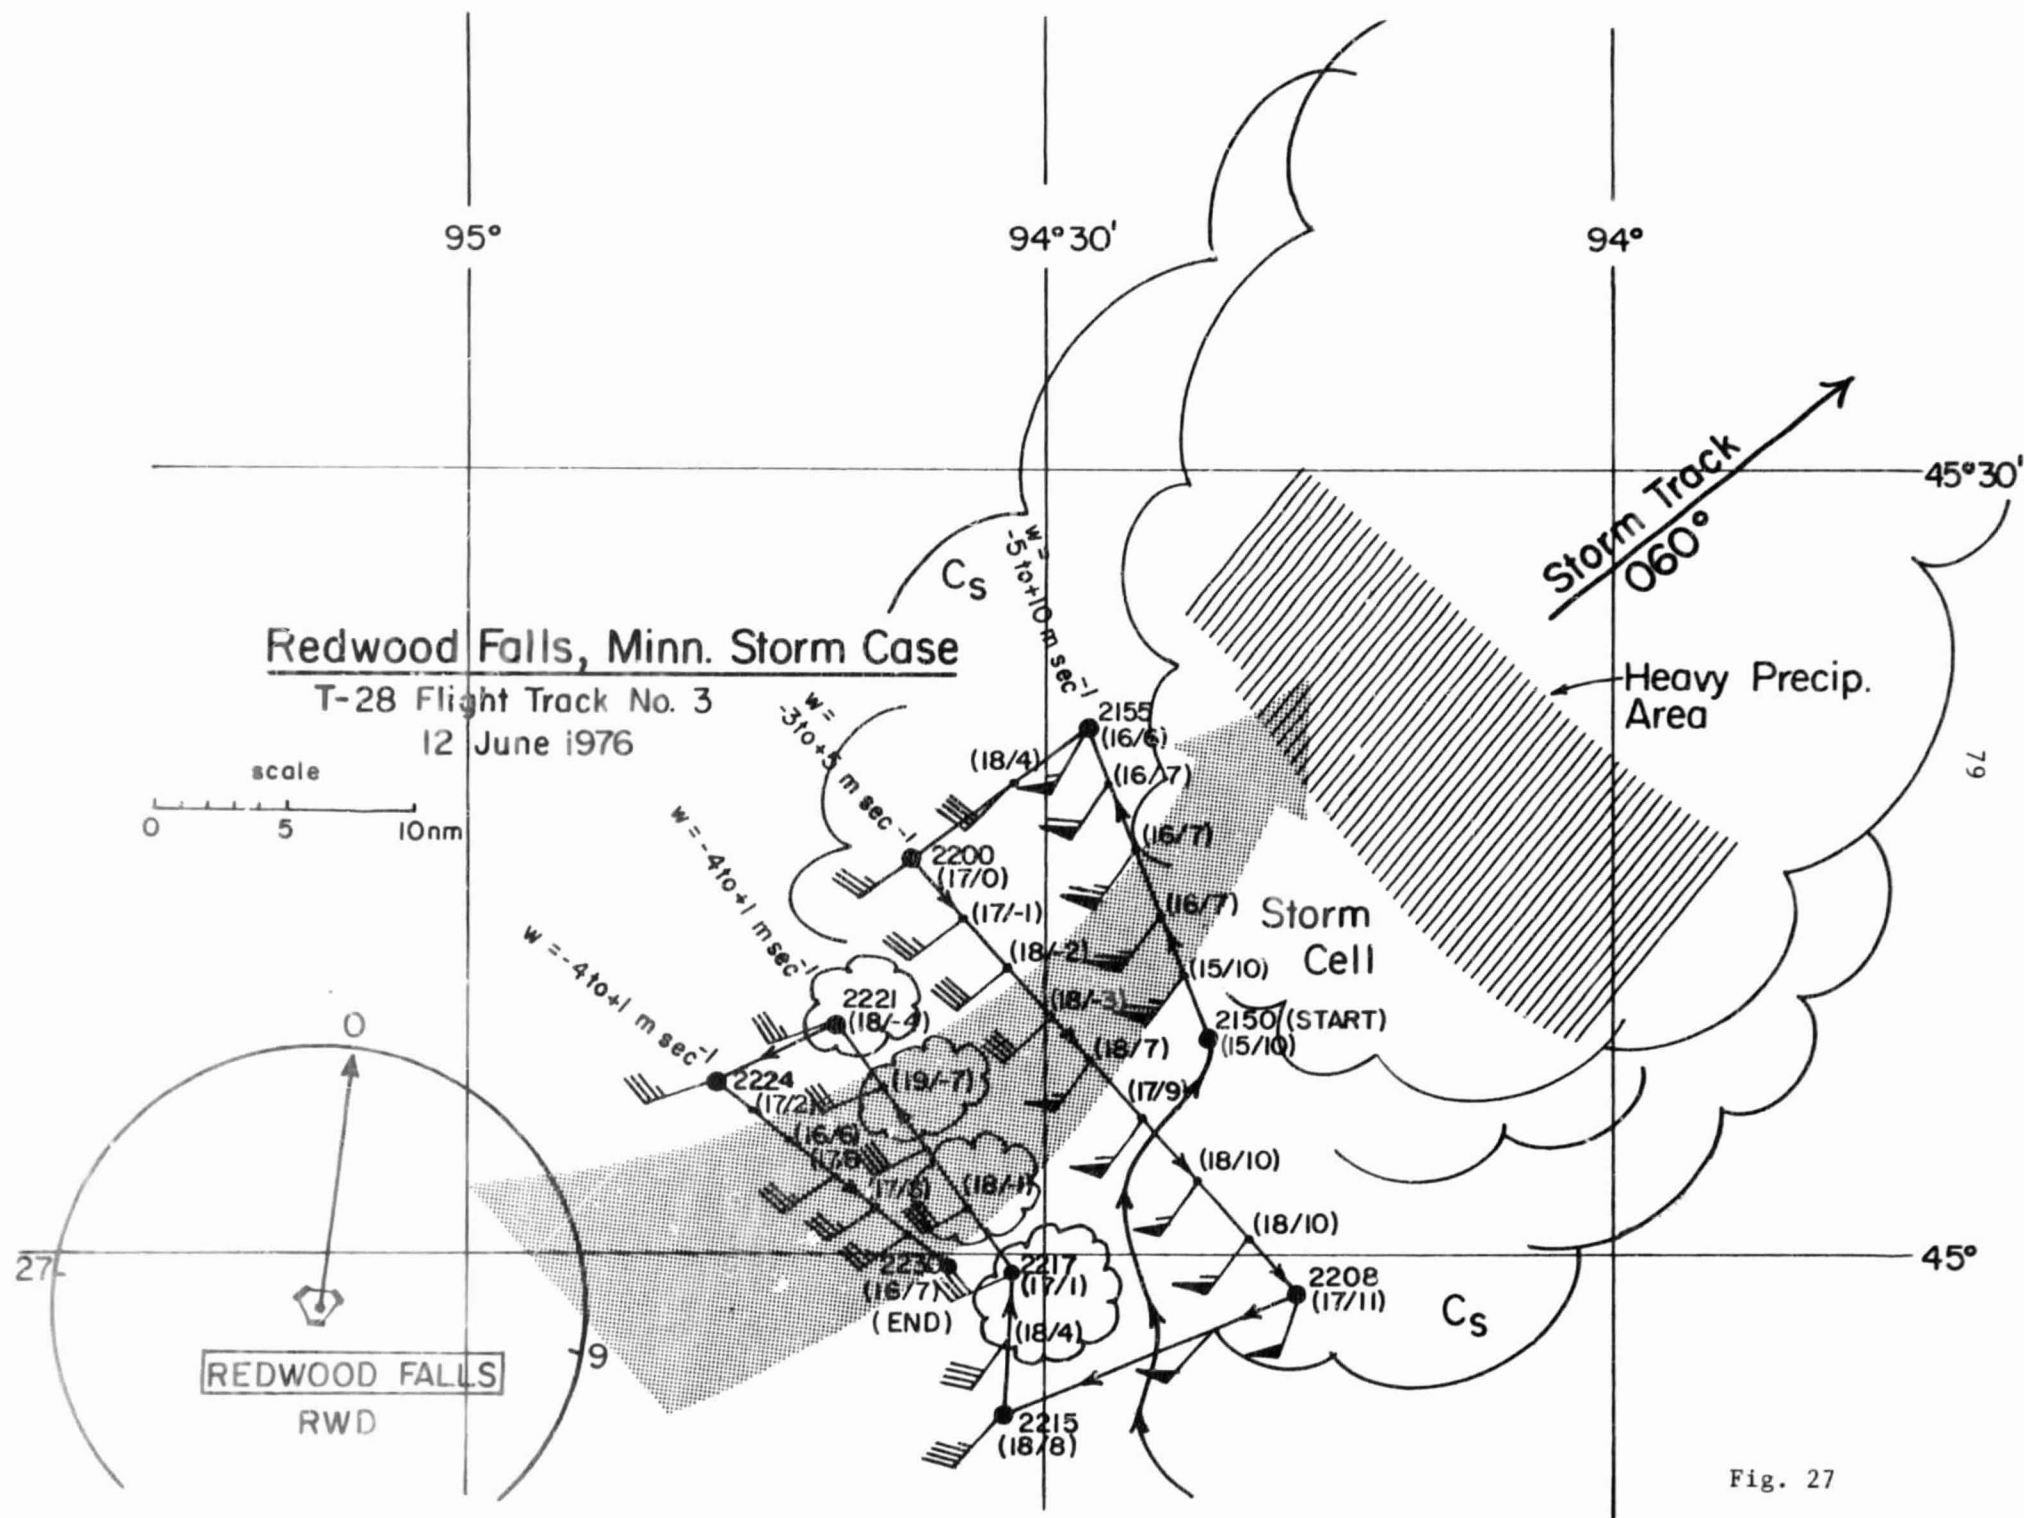 95°
94°30'
94°
45°30'
Storm Track
060°
w =
-5 to +10 m sec⁻¹
Cs
Redwood Falls, Minn. Storm Case
T-28 Flight Track No. 3
12 June 1976
Heavy Precip.
Area
w =
-3 to +5 m sec⁻¹
2155
(16/6)
79
scale
0 5 10nm
(18/4)
(16/7)
w = -4 to +1 m sec⁻¹
(16/7)
2200
(17/0)
(17/-1)
(16/7)
Storm
Cell
w = -4 to +1 m sec⁻¹
(18/-2)
(15/10)
2221
(18/-4)
(18/-3)
2150 (START)
(15/10)
0
(18/7)
2224
(17/2)
(19/-7)
(17/9)
(16/6)
(18/10)
(18/-1)
(18/10)
45°
27
2230
(16/7)
(END)
2217
(17/1)
2208
(17/11)
Cs
(18/4)
9
REDWOOD FALLS
RWD
2215
(18/8)
Fig. 27